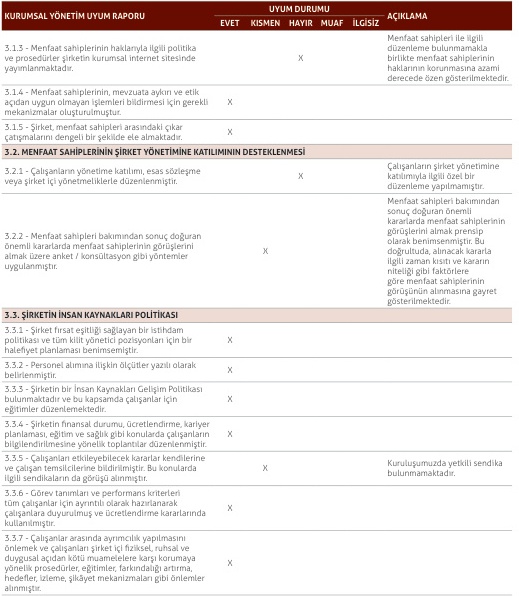 KURUMSAL YÖNETİM UYUM RAPORU
UYUM DURUMU
EVET KISMEN HAYIR MUAF İLGİSİZ
AÇIKLAMA
3.1.3 - Menfaat sahiplerinin haklarıyla ilgili politika
ve prosedürler şirketin kurumsal internet sitesinde
yayımlanmaktadır.
X
Menfaat sahipleri ile ilgili
düzenleme bulunmamakla
birlikte menfaat sahiplerinin
haklarının korunmasına azami
derecede özen gösterilmektedir.
3.1.4 - Menfaat sahiplerinin, mevzuata aykırı ve etik
açıdan uygun olmayan işlemleri bildirmesi için gerekli
mekanizmalar oluşturulmuştur.
X
3.1.5 - Şirket, menfaat sahipleri arasındaki çıkar
çatışmalarını dengeli bir şekilde ele almaktadır.
X
3.2. MENFAAT SAHİPLERİNİN ŞİRKET YÖNETİMİNE KATILIMININ DESTEKLENMESİ
3.2.1 - Çalışanların yönetime katılımı, esas sözleşme
veya şirket içi yönetmeliklerle düzenlenmiştir.
X
Çalışanların şirket yönetimine
katılımıyla ilgili özel bir
düzenleme yapılmamıştır.
3.2.2 - Menfaat sahipleri bakımından sonuç doğuran
önemli kararlarda menfaat sahiplerinin görüşlerini
almak üzere anket / konsültasyon gibi yöntemler
uygulanmıştır.
X
Menfaat sahipleri bakımından
sonuç doğuran önemli
kararlarda menfaat sahiplerinin
görüşlerini almak prensip
olarak benimsenmiştir. Bu
doğrultuda, alınacak kararla
ilgili zaman kısıtı ve kararın
niteliği gibi faktörlere
göre menfaat sahiplerinin
görüşünün alınmasına gayret
gösterilmektedir.
3.3. ŞİRKETİN İNSAN KAYNAKLARI POLİTİKASI
3.3.1 - Şirket fırsat eşitliği sağlayan bir istihdam
politikası ve tüm kilit yönetici pozisyonları için bir
halefiyet planlaması benimsemiştir.
X
3.3.2 - Personel alımına ilişkin ölçütler yazılı olarak
belirlenmiştir.
X
3.3.3 - Şirketin bir İnsan Kaynakları Gelişim Politikası
bulunmaktadır ve bu kapsamda çalışanlar için
eğitimler düzenlemektedir.
X
3.3.4 - Şirketin finansal durumu, ücretlendirme, kariyer
planlaması, eğitim ve sağlık gibi konularda çalışanların
bilgilendirilmesine yönelik toplantılar düzenlenmiştir.
X
3.3.5 - Çalışanları etkileyebilecek kararlar kendilerine
ve çalışan temsilcilerine bildirilmiştir. Bu konularda
ilgili sendikaların da görüşü alınmıştır.
X
Kuruluşumuzda yetkili sendika
bulunmamaktadır.
3.3.6 - Görev tanımları ve performans kriterleri
tüm çalışanlar için ayrıntılı olarak hazırlanarak
çalışanlara duyurulmuş ve ücretlendirme kararlarında
kullanılmıştır.
X
3.3.7 - Çalışanlar arasında ayrımcılık yapılmasını
önlemek ve çalışanları şirket içi fiziksel, ruhsal ve
duygusal açıdan kötü muamelelere karşı korumaya
yönelik prosedürler, eğitimler, farkındalığı artırma,
hedefler, izleme, şikâyet mekanizmaları gibi önlemler
alınmıştır.
X